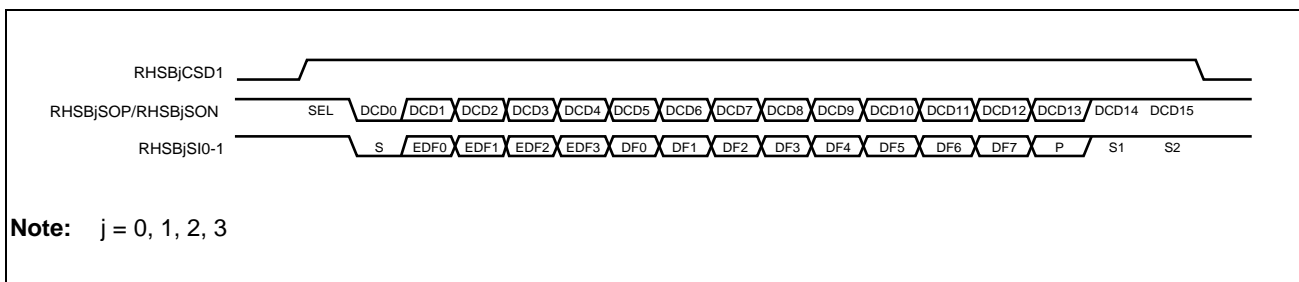 RHSBjCSD1
RHSBjSOP/RHSBjSON SEL DCD0 DCD1 DCD2 DCD3 DCD4 DCD5 DCD6 DCD7 DCD8 DCD9 DCD10 DCD11 DCD12 DCD13 DCD14 DCD15
RHSBjSI0-1 S EDF0 EDF1 EDF2 EDF3 DF0 DF1 DF2 DF3 DF4 DF5 DF6 DF7 P S1 S2
Note: j = 0, 1, 2, 3